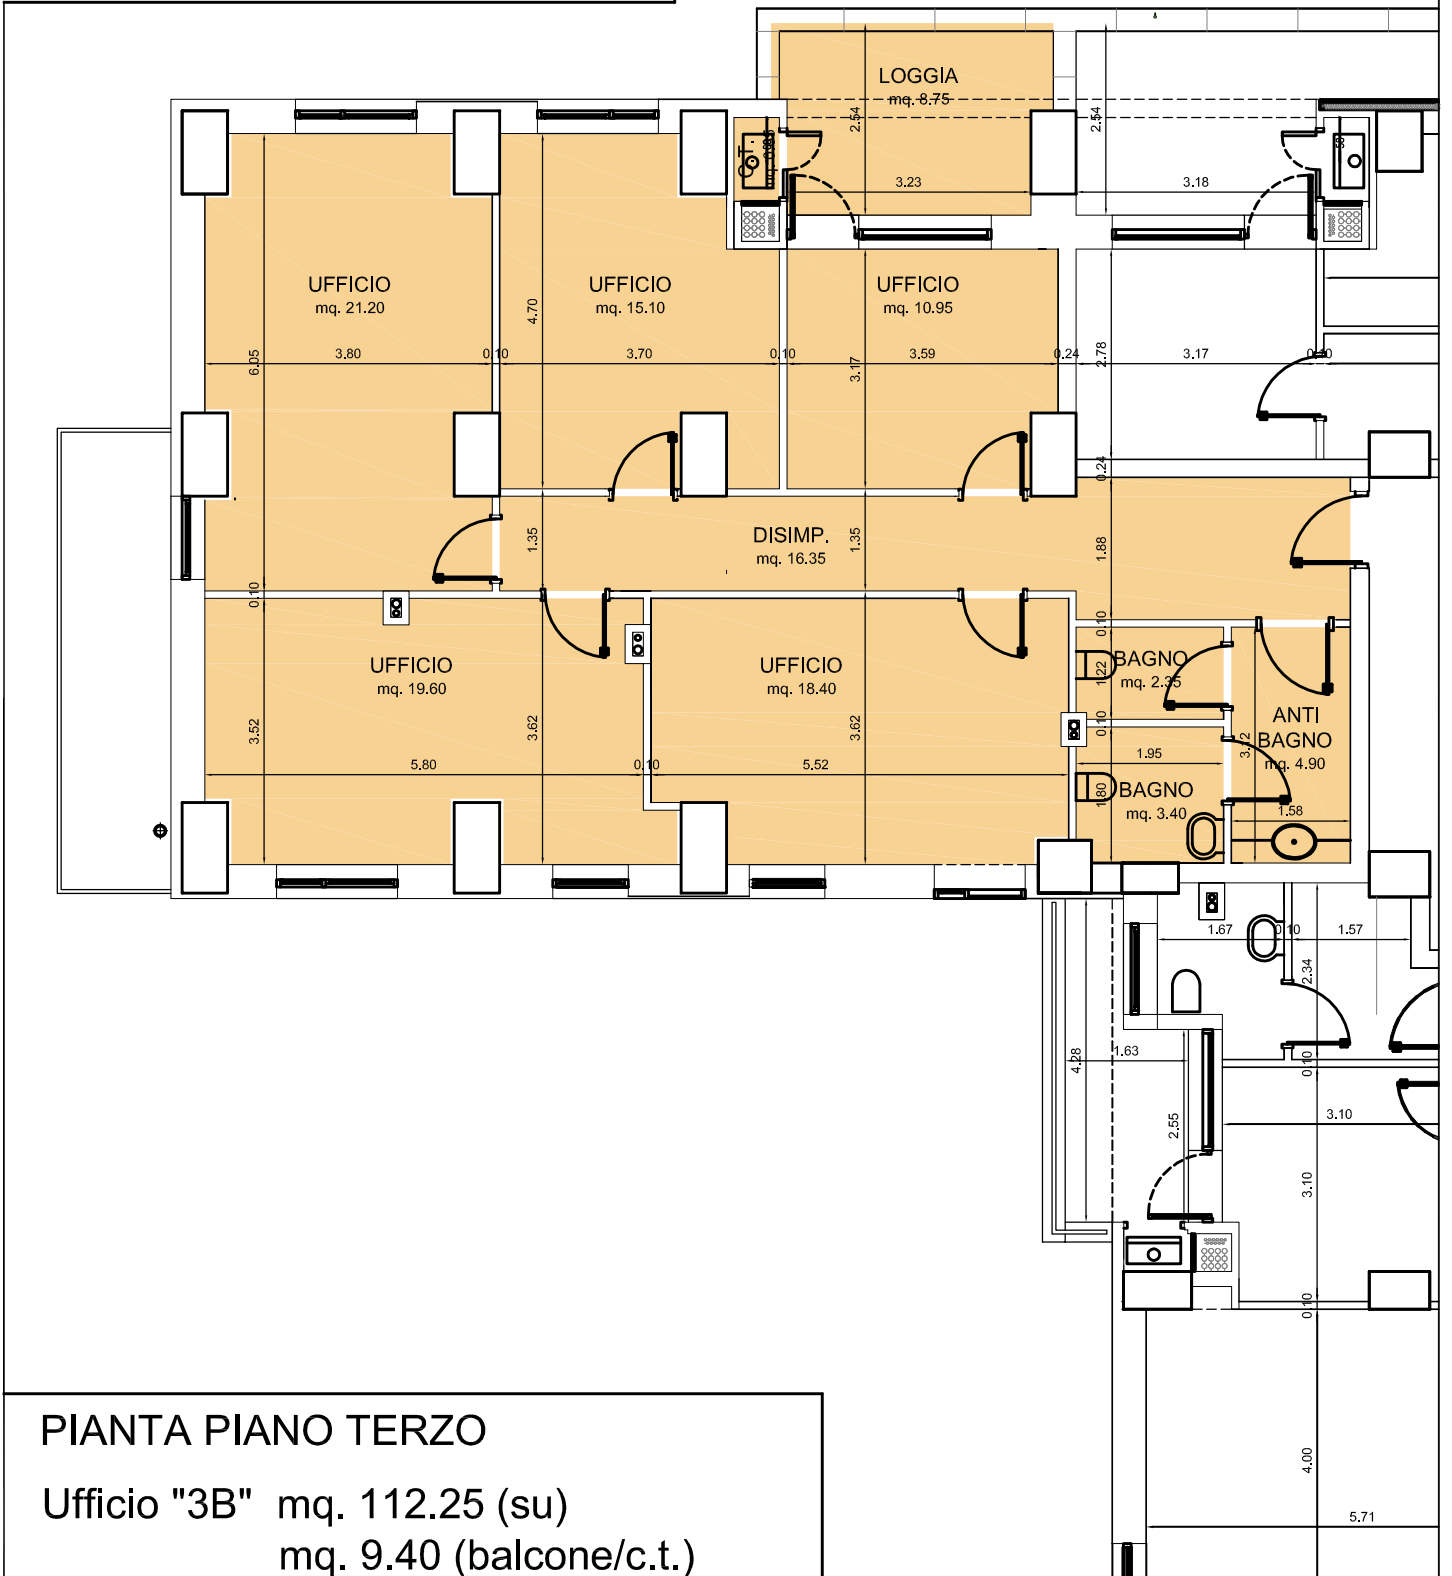 LOGGIA
mq. 8.75
2.54
2.54
C.T.
3.23
3.18
UFFICIO
mq. 21.20
UFFICIO
mq. 15.10
UFFICIO
mq. 10.95
4.70
6.05
3.80
0.10
3.70
0.10
3.59
3.17
0.24
2.78
3.17
0.24
DISIMP.
mq. 16.35
1.35
1.35
1.88
0.10
0.10
UFFICIO
mq. 19.60
UFFICIO
mq. 18.40
BAGNO
mq. 2.35
1.22
ANTI
BAGNO
mq. 4.90
3.12
0.10
3.52
3.62
3.62
5.80
0.10
5.52
1.95
BAGNO
mq. 3.40
1.80
1.58
1.67
0.10
1.57
2.34
4.28
1.63
0.10
2.55
3.10
3.10
0.10
4.00
5.71
PIANTA PIANO TERZO
Ufficio "3B" mq. 112.25 (su)
mq. 9.40 (balcone/c.t.)